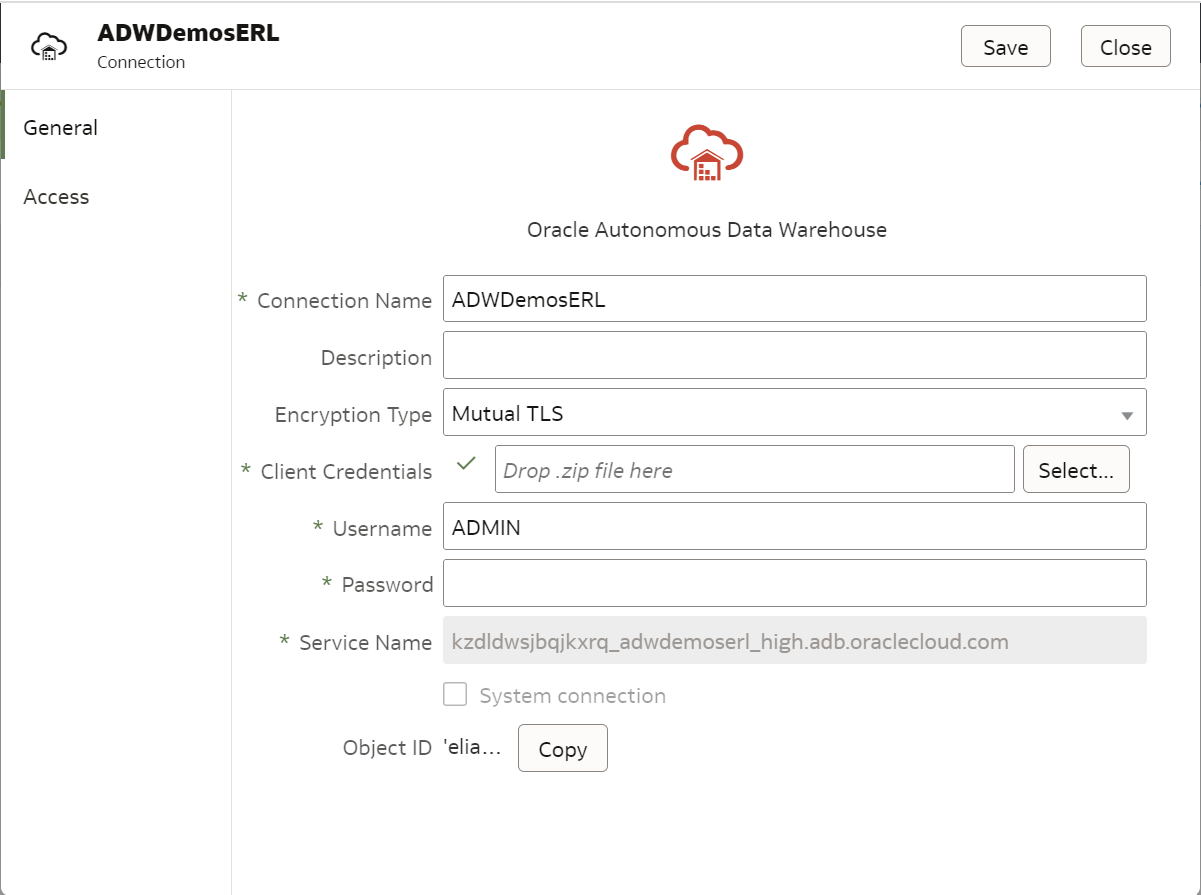 ADWDemosERL
Connection
Save
Close
General
Access
Oracle Autonomous Data Warehouse
* Connection Name ADWDemosERL
Description
Encryption Type Mutual TLS
* Client Credentials Drop .zip file here Select...
* Username ADMIN
* Password
* Service Name kzdldwsjbqjkxrq_adwdemoserl_high.adb.oraclecloud.com
System connection
Object ID 'elia... Copy